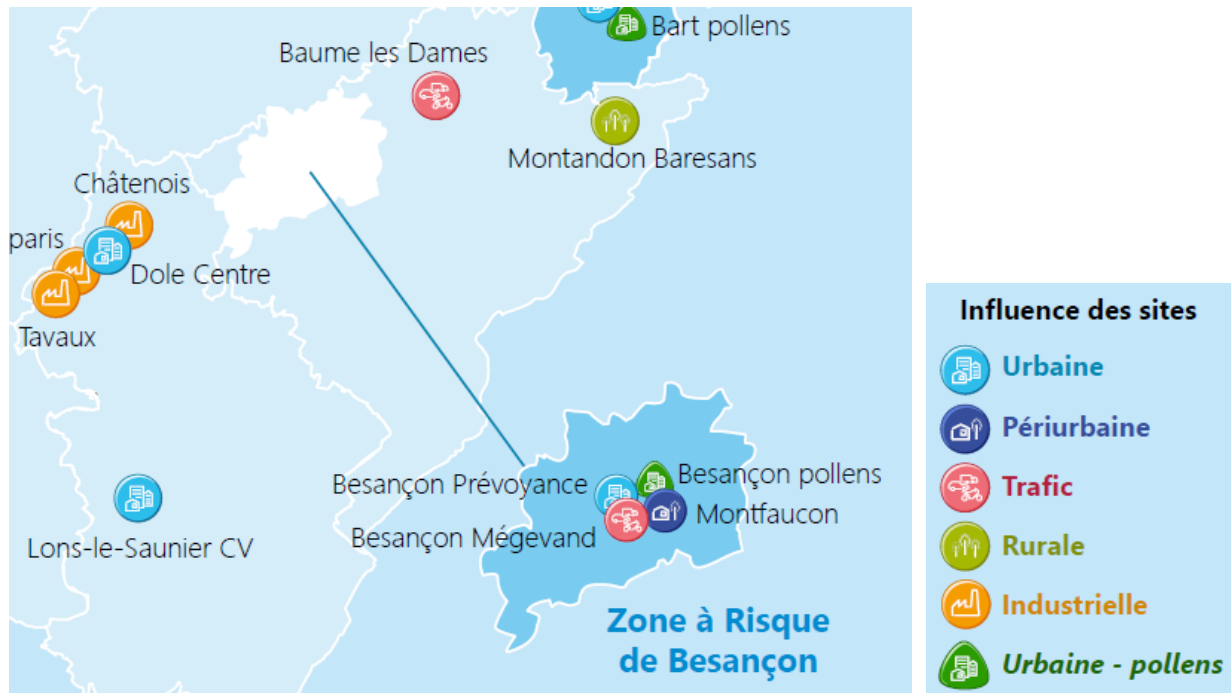 Bart pollens
Baume les Dames
Montandon Baresans
Châtenois
paris
Dole Centre
Tavaux
Besançon Prévoyance
Besançon pollens
Montfaucon
Besançon Mégevand
Lons-le-Saunier CV
Zone à Risque
de Besançon
Influence des sites
Urbaine
Périurbaine
Trafic
Rurale
Industrielle
Urbaine - pollens